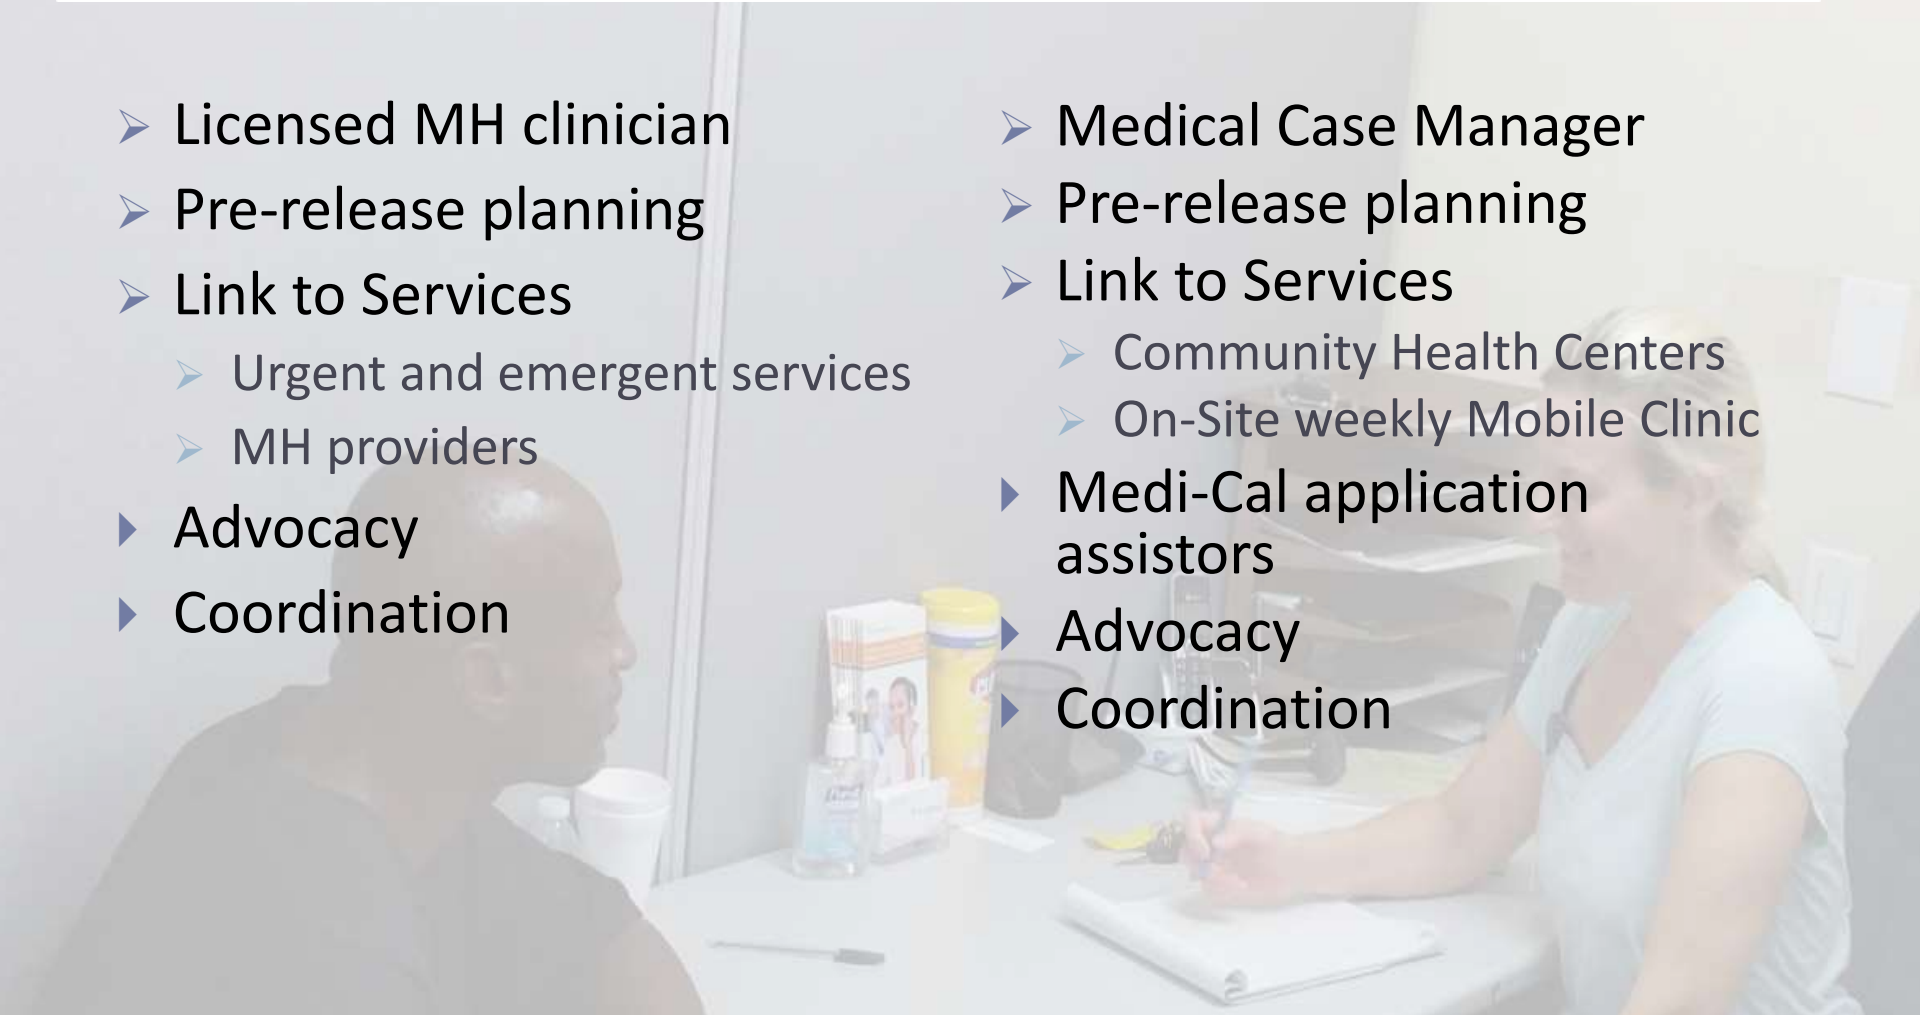 Licensed MH clinician
Pre-release planning
Link to Services
Urgent and emergent services
MH providers
Advocacy
Coordination
Medical Case Manager
Pre-release planning
Link to Services
Community Health Centers
On-Site weekly Mobile Clinic
Medi-Cal application
assistors
Advocacy
Coordination